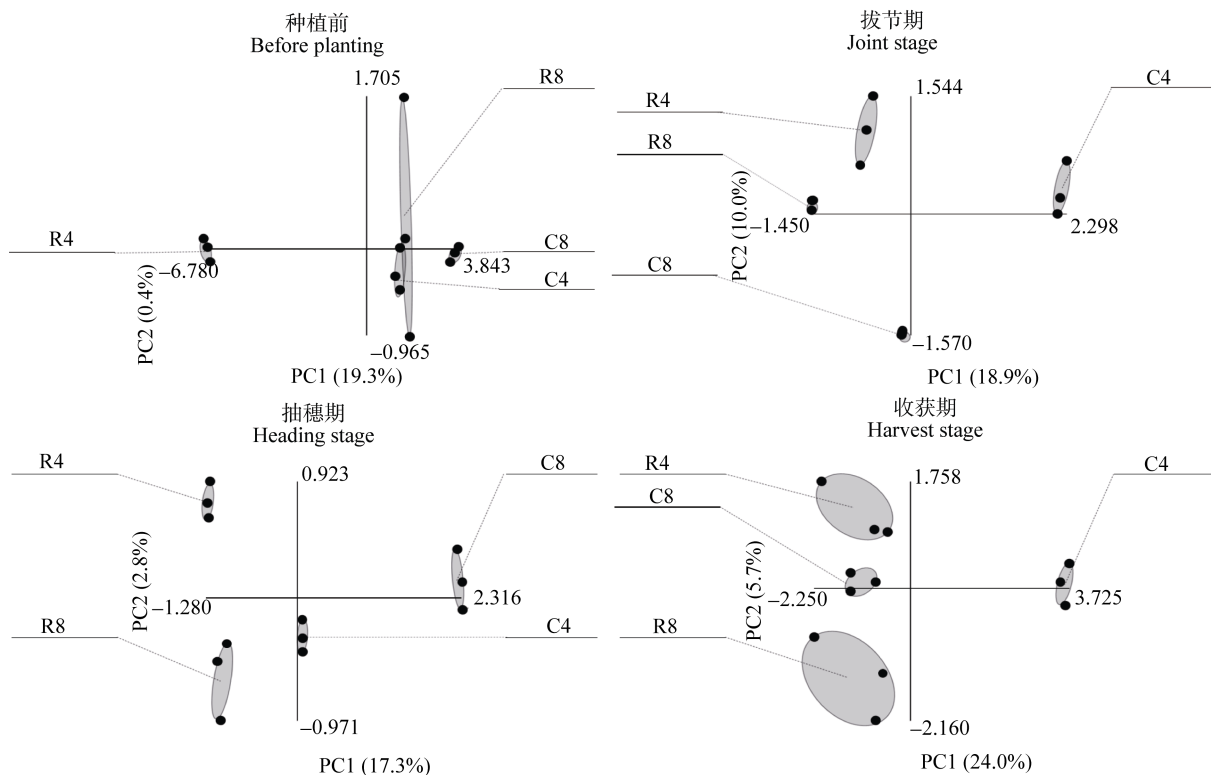 种植前
Before planting
1.705
R8
R4
C8
−6.780
3.843
C4
PC2 (0.4%)
−0.965
PC1 (19.3%)
拔节期
Joint stage
1.544
C4
R4
R8
−1.450
2.298
PC2 (10.0%)
C8
−1.570
PC1 (18.9%)
抽穗期
Heading stage
R4
0.923
C8
PC2 (2.8%)
−1.280
2.316
R8
C4
−0.971
PC1 (17.3%)
收获期
Harvest stage
R4
1.758
C4
C8
PC2 (5.7%)
−2.250
3.725
R8
−2.160
PC1 (24.0%)